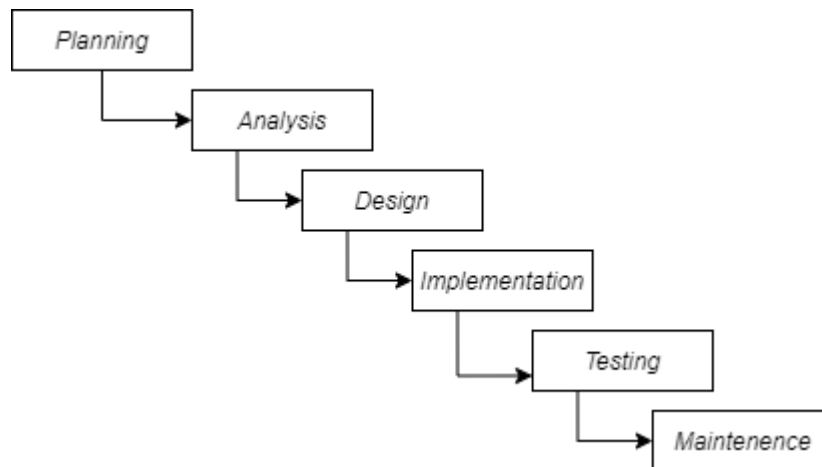 Planning
Analysis
Design
Implementation
Testing
Maintenence